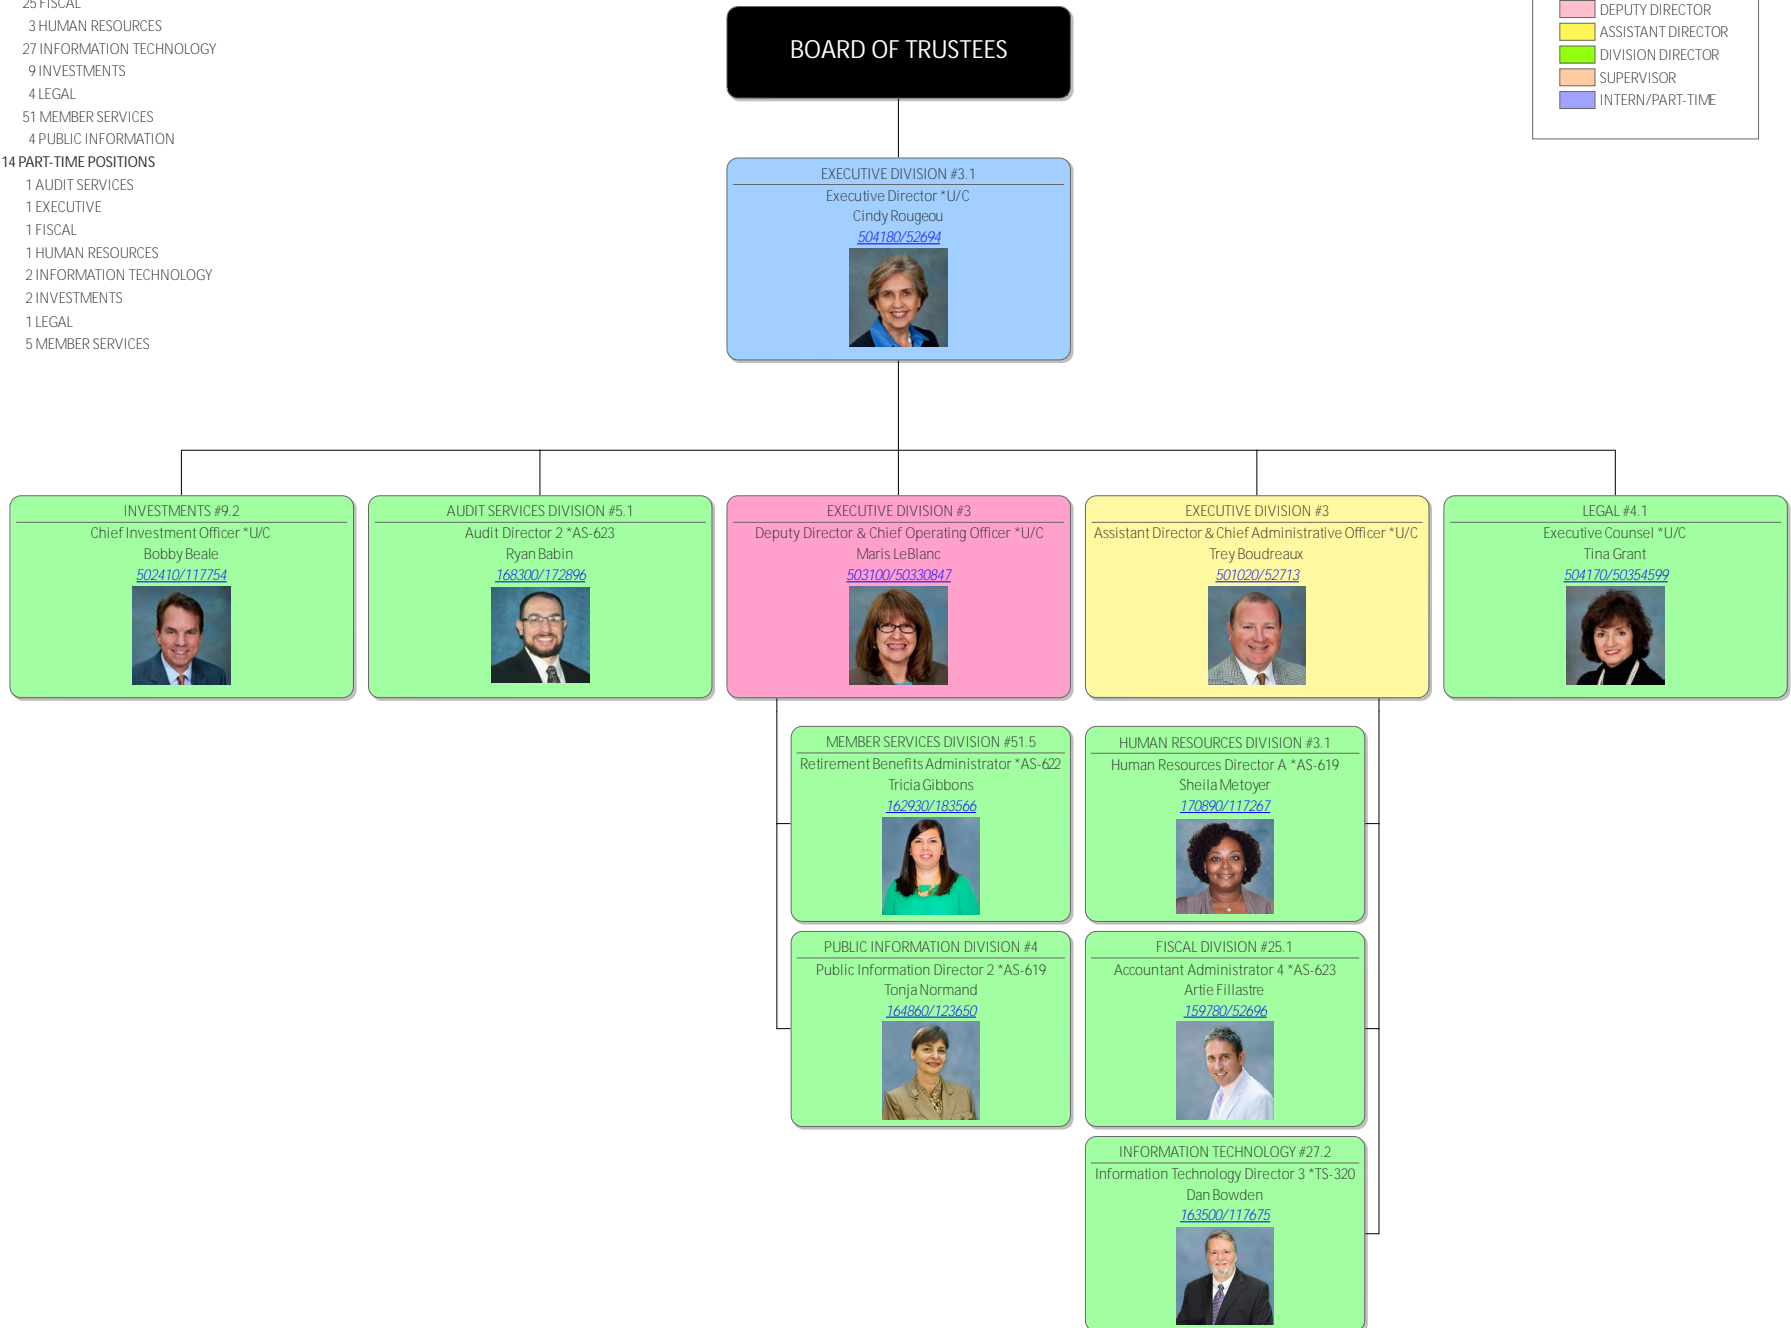 25 FISCAL
3 HUMAN RESOURCES
27 INFORMATION TECHNOLOGY
9 INVESTMENTS
4 LEGAL
51 MEMBER SERVICES
4 PUBLIC INFORMATION
14 PART-TIME POSITIONS
1 AUDIT SERVICES
1 EXECUTIVE
1 FISCAL
1 HUMAN RESOURCES
2 INFORMATION TECHNOLOGY
2 INVESTMENTS
1 LEGAL
5 MEMBER SERVICES
DEPUTY DIRECTOR
ASSISTANT DIRECTOR
DIVISION DIRECTOR
SUPERVISOR
INTERN/PART-TIME
BOARD OF TRUSTEES
EXECUTIVE DIVISION #3.1
Executive Director *U/C
Cindy Rougeou
504180/52694
INVESTMENTS #9.2
Chief Investment Officer *U/C
Bobby Beale
502410/117754
AUDIT SERVICES DIVISION #5.1
Audit Director 2 *AS-623
Ryan Babin
168300/172896
EXECUTIVE DIVISION #3
Deputy Director & Chief Operating Officer *U/C
Maris LeBlanc
503100/50330847
EXECUTIVE DIVISION #3
Assistant Director & Chief Administrative Officer *U/C
Trey Boudreaux
501020/52713
LEGAL #4.1
Executive Counsel *U/C
Tina Grant
504170/50354599
MEMBER SERVICES DIVISION #51.5
Retirement Benefits Administrator *AS-622
Tricia Gibbons
162930/183566
HUMAN RESOURCES DIVISION #3.1
Human Resources Director A *AS-619
Sheila Metoyer
170890/117267
PUBLIC INFORMATION DIVISION #4
Public Information Director 2 *AS-619
Tonja Normand
164860/123650
FISCAL DIVISION #25.1
Accountant Administrator 4 *AS-623
Artie Fillastre
159780/52696
INFORMATION TECHNOLOGY #27.2
Information Technology Director 3 *TS-320
Dan Bowden
163500/117675